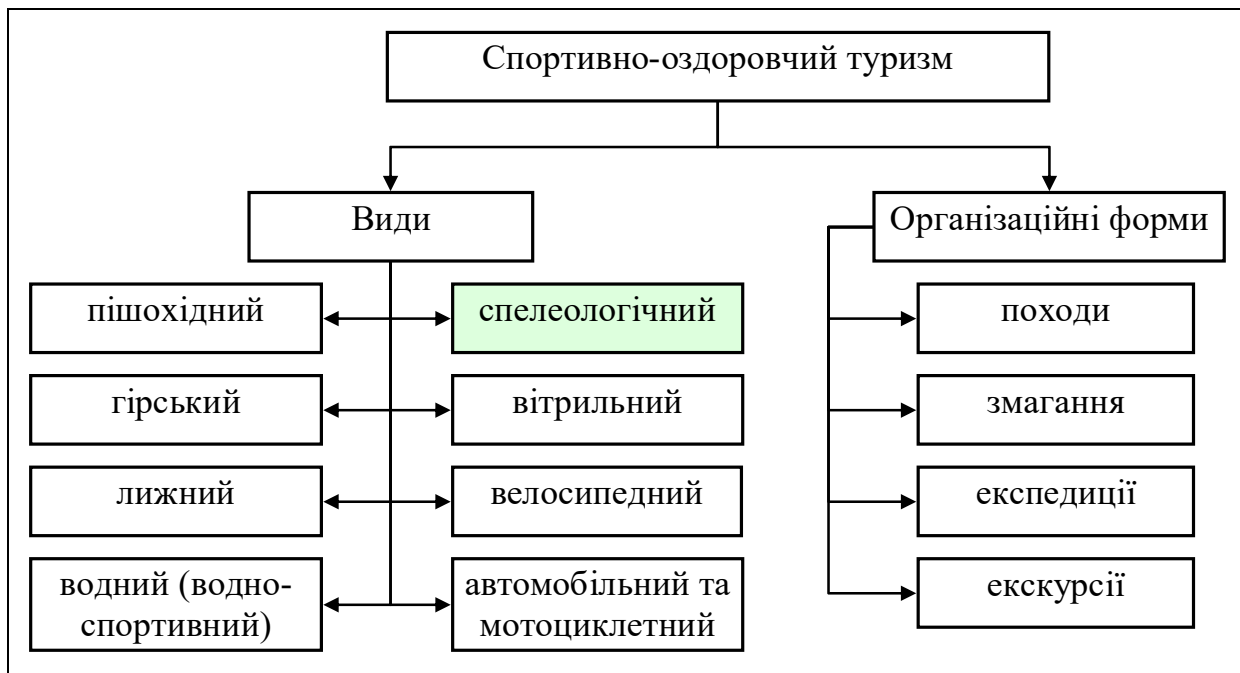 Спортивно-оздоровчий туризм
Види
Організаційні форми
пішохідний
спелеологічний
походи
гірський
вітрильний
змагання
лижний
велосипедний
експедиції
водний (водно-
спортивний)
автомобільний та
мотоциклетний
екскурсії